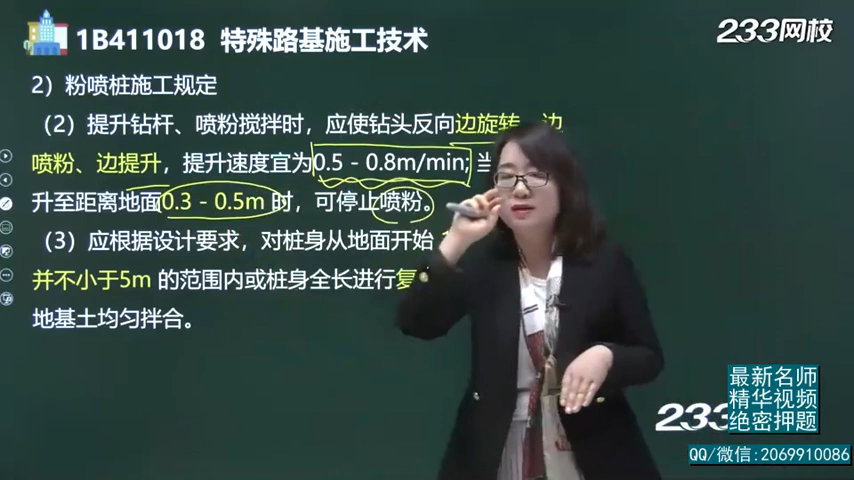 1B411018 特殊路基施工技术
233网校
2）粉喷桩施工规定
（2）提升钻杆、喷粉搅拌时，应使钻头反向边旋转、边
喷粉、边提升，提升速度宜为0.5 - 0.8m/min; 当
升至距离地面0.3 - 0.5m 时，可停止喷粉。
（3）应根据设计要求，对桩身从地面开始
并不小于5m 的范围内或桩身全长进行复
地基土均匀拌合。
233
最新名师
精华视频
绝密押题
QQ/微信:2069910086